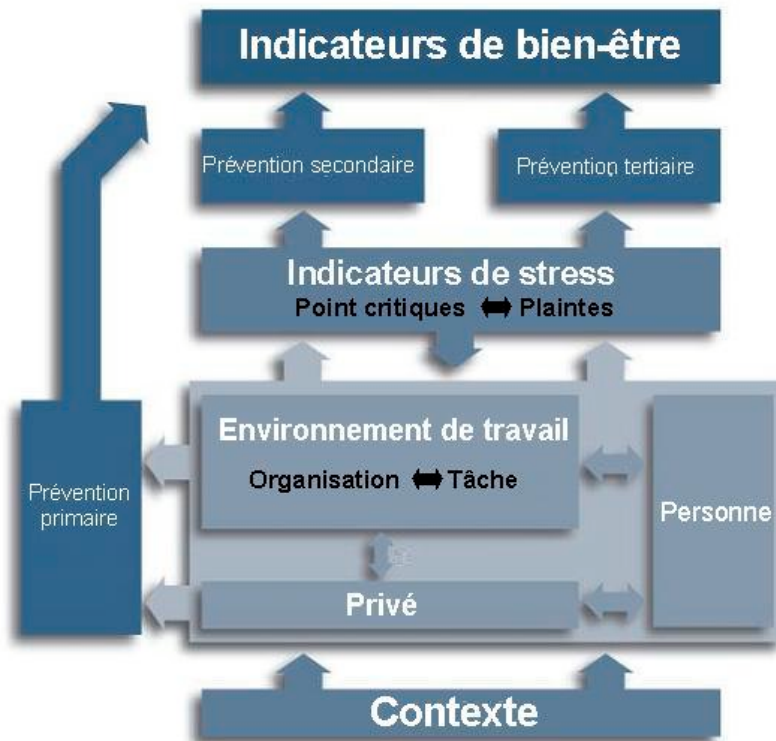 Indicateurs de bien-être
Prévention secondaire
Prévention tertiaire
Indicateurs de stress
Point critiques
Plaintes
Environnement de travail
Organisation
Tâche
Prévention
primaire
Personne
Privé
Contexte